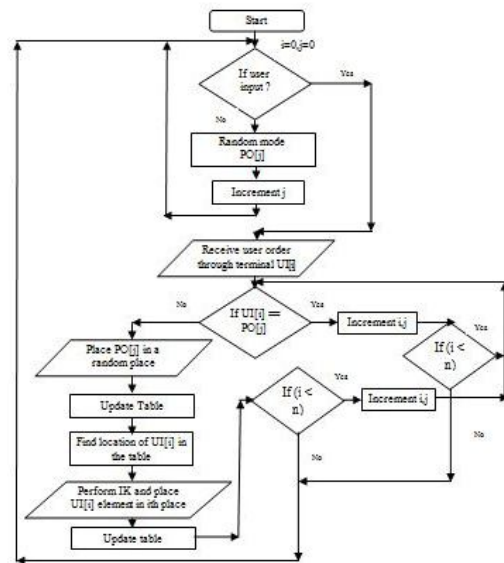 Start
i=0,j=0
If user
input ?
Yes
No
Random mode
PO[j]
Increment j
Receive user order
through terminal UI[i]
No
If UI[i] ==
PO[j]
Yes
Increment i,j
If (i <
n)
Yes
No
Place PO[j] in a
random place
Update Table
Find location of UI[i] in
the table
Perform IK and place
UI[i] element in ith place
Update table
If (i <
n)
Yes
Increment i,j
No